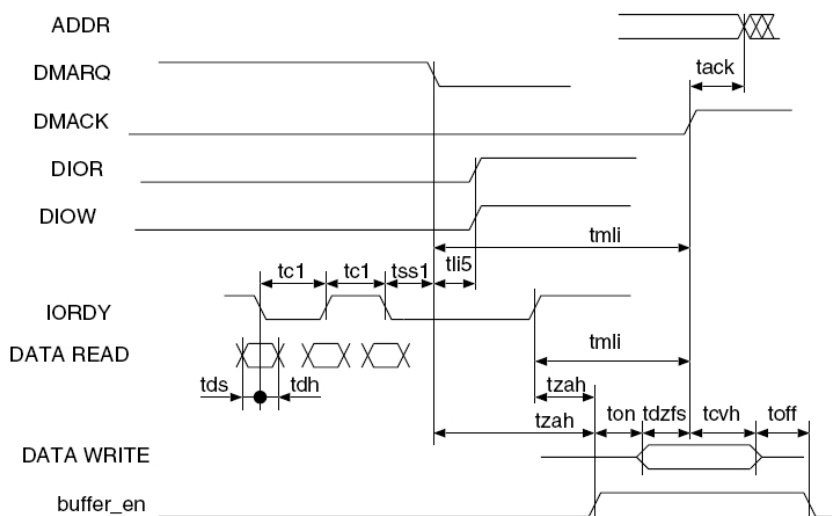 ADDR
DMARQ
tack
DMACK
DIOR
DIOW
tmli
tc1 tc1 tss1 tli5
IORDY
DATA READ
tmli
tds tdh
tzah
tzah ton tdzfs tcvh toff
DATA WRITE
buffer_en